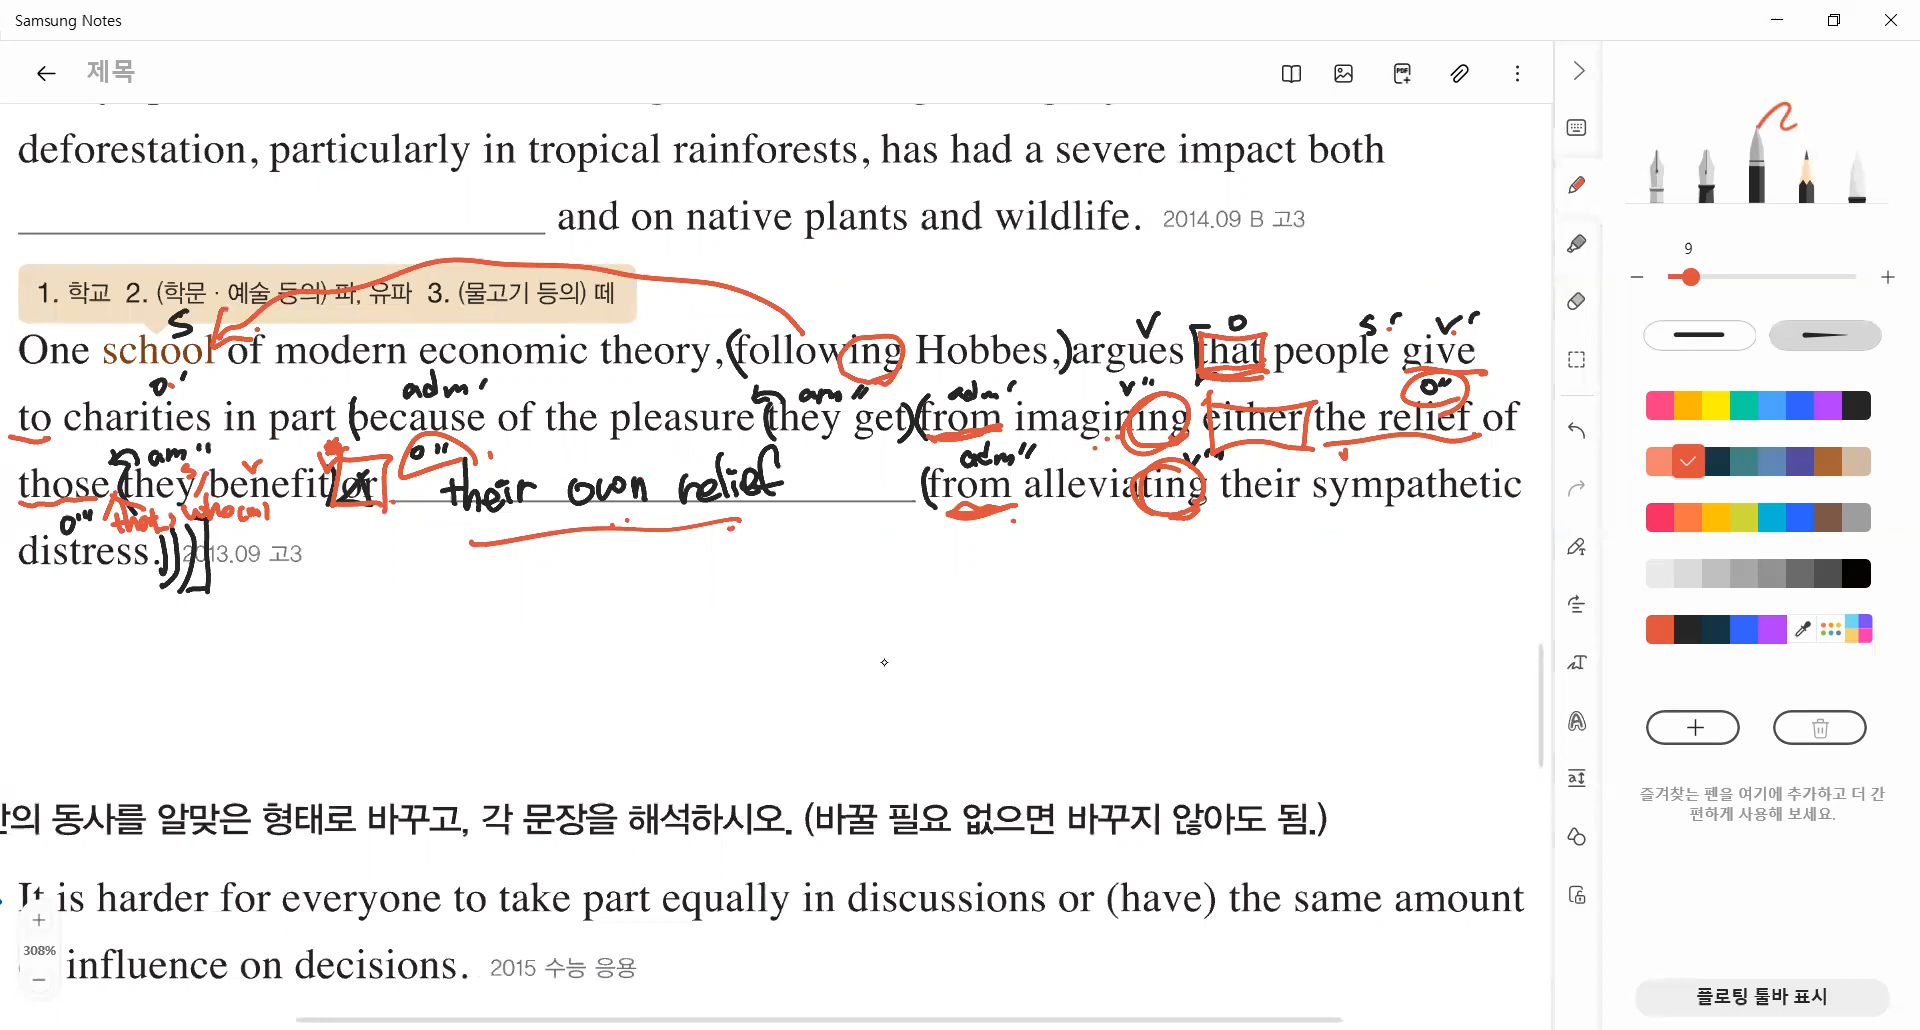 Samsung Notes
제목
deforestation, particularly in tropical rainforests, has had a severe impact both
and on native plants and wildlife. 2014.09 B 고3
1. 학교 2. (학문 · 예술 등의) 파, 유파 3. (물고기 등의) 떼
S V O S' V'
One school of modern economic theory, (following Hobbes,) argues [that people give
O' adm' am" adm' V" O"
to charities in part (because of the pleasure (they get) (from imagining either the relief of
am" S V O" adm" V"
those (they benefit or their own relief (from alleviating their sympathetic
O" that, who(m)
distress.)))] 2013.09 고3
안의 동사를 알맞은 형태로 바꾸고, 각 문장을 해석하시오. (바꿀 필요 없으면 바꾸지 않아도 됨.)
It is harder for everyone to take part equally in discussions or (have) the same amount
influence on decisions. 2015 수능 응용
308%
9
즐겨찾는 펜을 여기에 추가하고 더 간
편하게 사용해 보세요.
플로팅 툴바 표시